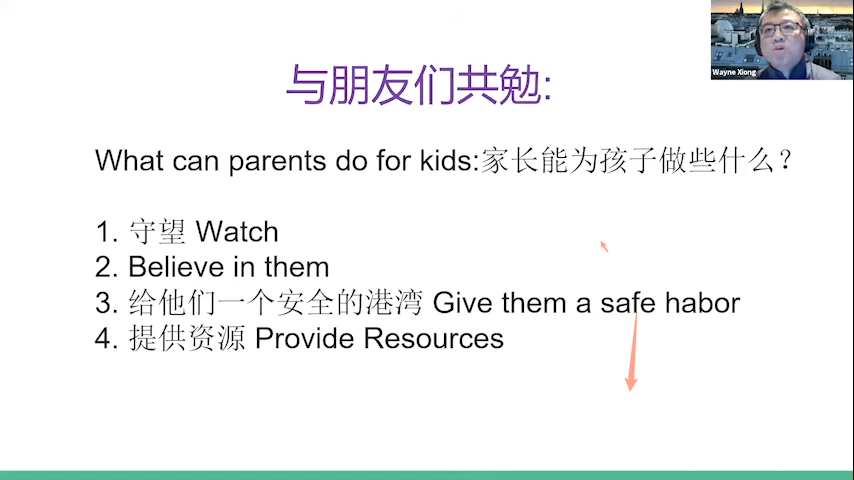 Wayne Xiong
与朋友们共勉:
What can parents do for kids:家长能为孩子做些什么？
1. 守望 Watch
2. Believe in them
3. 给他们一个安全的港湾 Give them a safe habor
4. 提供资源 Provide Resources